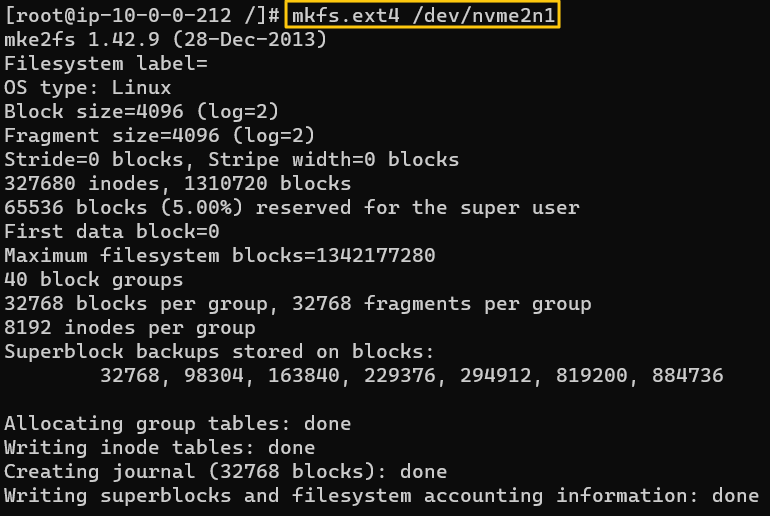 [root@ip-10-0-0-212 /]# mkfs.ext4 /dev/nvme2n1
mke2fs 1.42.9 (28-Dec-2013)
Filesystem label=
OS type: Linux
Block size=4096 (log=2)
Fragment size=4096 (log=2)
Stride=0 blocks, Stripe width=0 blocks
327680 inodes, 1310720 blocks
65536 blocks (5.00%) reserved for the super user
First data block=0
Maximum filesystem blocks=1342177280
40 block groups
32768 blocks per group, 32768 fragments per group
8192 inodes per group
Superblock backups stored on blocks:
        32768, 98304, 163840, 229376, 294912, 819200, 884736
Allocating group tables: done
Writing inode tables: done
Creating journal (32768 blocks): done
Writing superblocks and filesystem accounting information: done